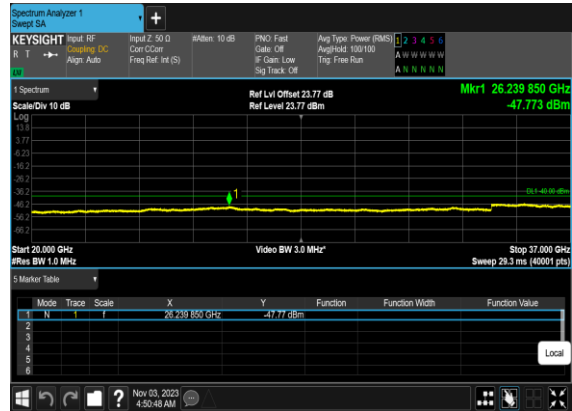 Spectrum Analyzer 1
Swept SA
KEYSIGHT
R T
LW
Input: RF
Coupling: DC
Align: Auto
Input Z: 50 Ω
Corr CCorr
Freq Ref: Int (S)
#Atten: 10 dB
PNO: Fast
Gate: Off
IF Gain: Low
Sig Track: Off
Avg Type: Power (RMS)
Avg|Hold: 100/100
Trig: Free Run
1 2 3 4 5 6
A W W W W W
A N N N N N
1 Spectrum
Scale/Div 10 dB
Log
Ref Lvl Offset 23.77 dB
Ref Level 23.77 dBm
Mkr1 26.239 850 GHz
-47.773 dBm
13.8
3.77
-6.23
-16.2
-26.2
-36.2
-46.2
-56.2
-66.2
1
DL1 -40.00 dBm
Start 20.000 GHz
#Res BW 1.0 MHz
Video BW 3.0 MHz*
Stop 37.000 GHz
Sweep 29.3 ms (40001 pts)
5 Marker Table
Mode Trace Scale X Y Function Function Width Function Value
1 N 1 f 26.239 850 GHz -47.77 dBm
2
3
4
5
6
Local
Nov 03, 2023
4:50:48 AM